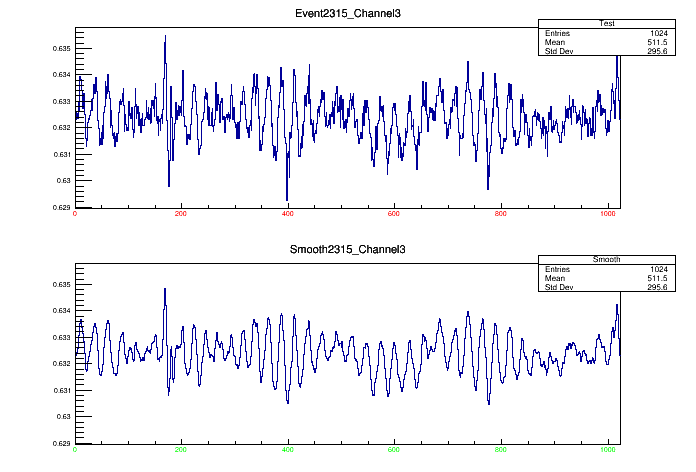 Event2315_Channel3
Test
Entries 1024
Mean 511.5
Std Dev 295.6
0.635
0.634
0.633
0.632
0.631
0.63
0.629
0 200 400 600 800 1000
Smooth2315_Channel3
Smooth
Entries 1024
Mean 511.5
Std Dev 295.6
0.635
0.634
0.633
0.632
0.631
0.63
0.629
0 200 400 600 800 1000